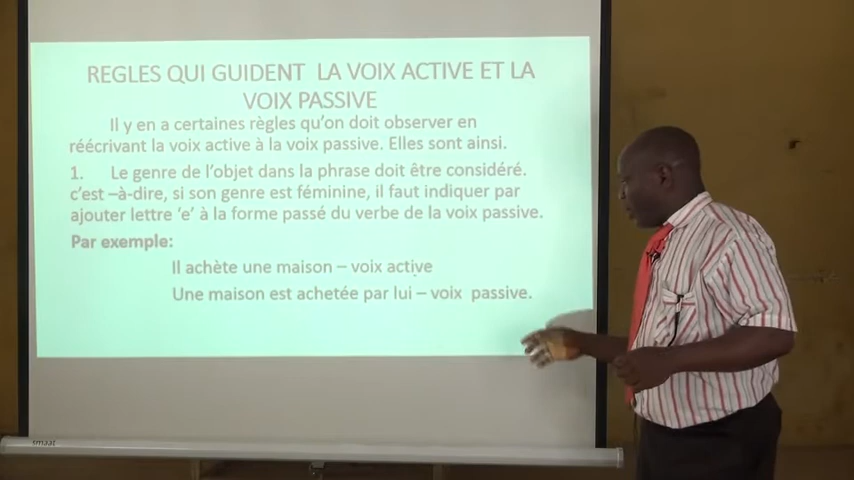 REGLES QUI GUIDENT LA VOIX ACTIVE ET LA
VOIX PASSIVE
Il y en a certaines règles qu'on doit observer en
réécrivant la voix active à la voix passive. Elles sont ainsi.
1. Le genre de l'objet dans la phrase doit être considéré.
c'est –à-dire, si son genre est féminine, il faut indiquer par
ajouter lettre 'e' à la forme passé du verbe de la voix passive.
Par exemple:
Il achète une maison – voix active
Une maison est achetée par lui – voix passive.
smaat